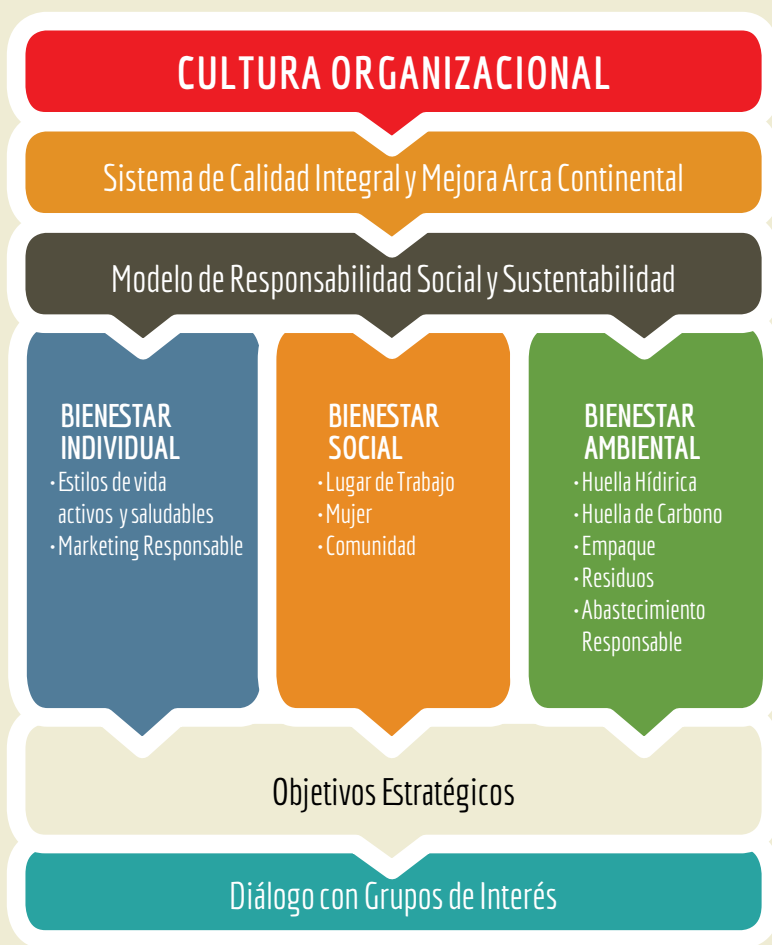 CULTURA ORGANIZACIONAL
Sistema de Calidad Integral y Mejora Arca Continental
Modelo de Responsabilidad Social y Sustentabilidad
BIENESTAR
INDIVIDUAL
· Estilos de vida
activos y saludables
· Marketing Responsable
BIENESTAR
SOCIAL
· Lugar de Trabajo
· Mujer
· Comunidad
BIENESTAR
AMBIENTAL
· Huella Hídirica
· Huella de Carbono
· Empaque
· Residuos
· Abastecimiento
Responsable
Objetivos Estratégicos
Diálogo con Grupos de Interés